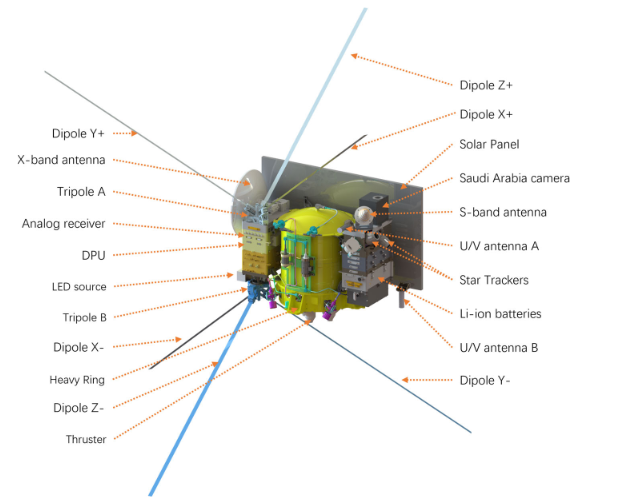 Dipole Z+
Dipole X+
Dipole Y+
Solar Panel
X-band antenna
Saudi Arabia camera
Tripole A
S-band antenna
Analog receiver
U/V antenna A
DPU
Star Trackers
LED source
Li-ion batteries
Tripole B
Dipole X-
U/V antenna B
Heavy Ring
Dipole Y-
Dipole Z-
Thruster